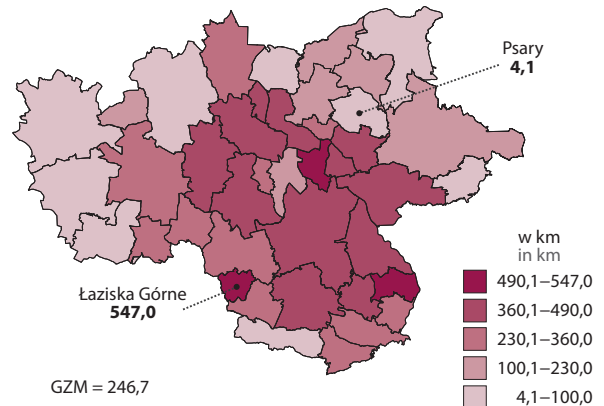 Psary
4,1
Łaziska Górne
547,0
w km
in km
490,1–547,0
360,1–490,0
230,1–360,0
100,1–230,0
4,1–100,0
GZM = 246,7